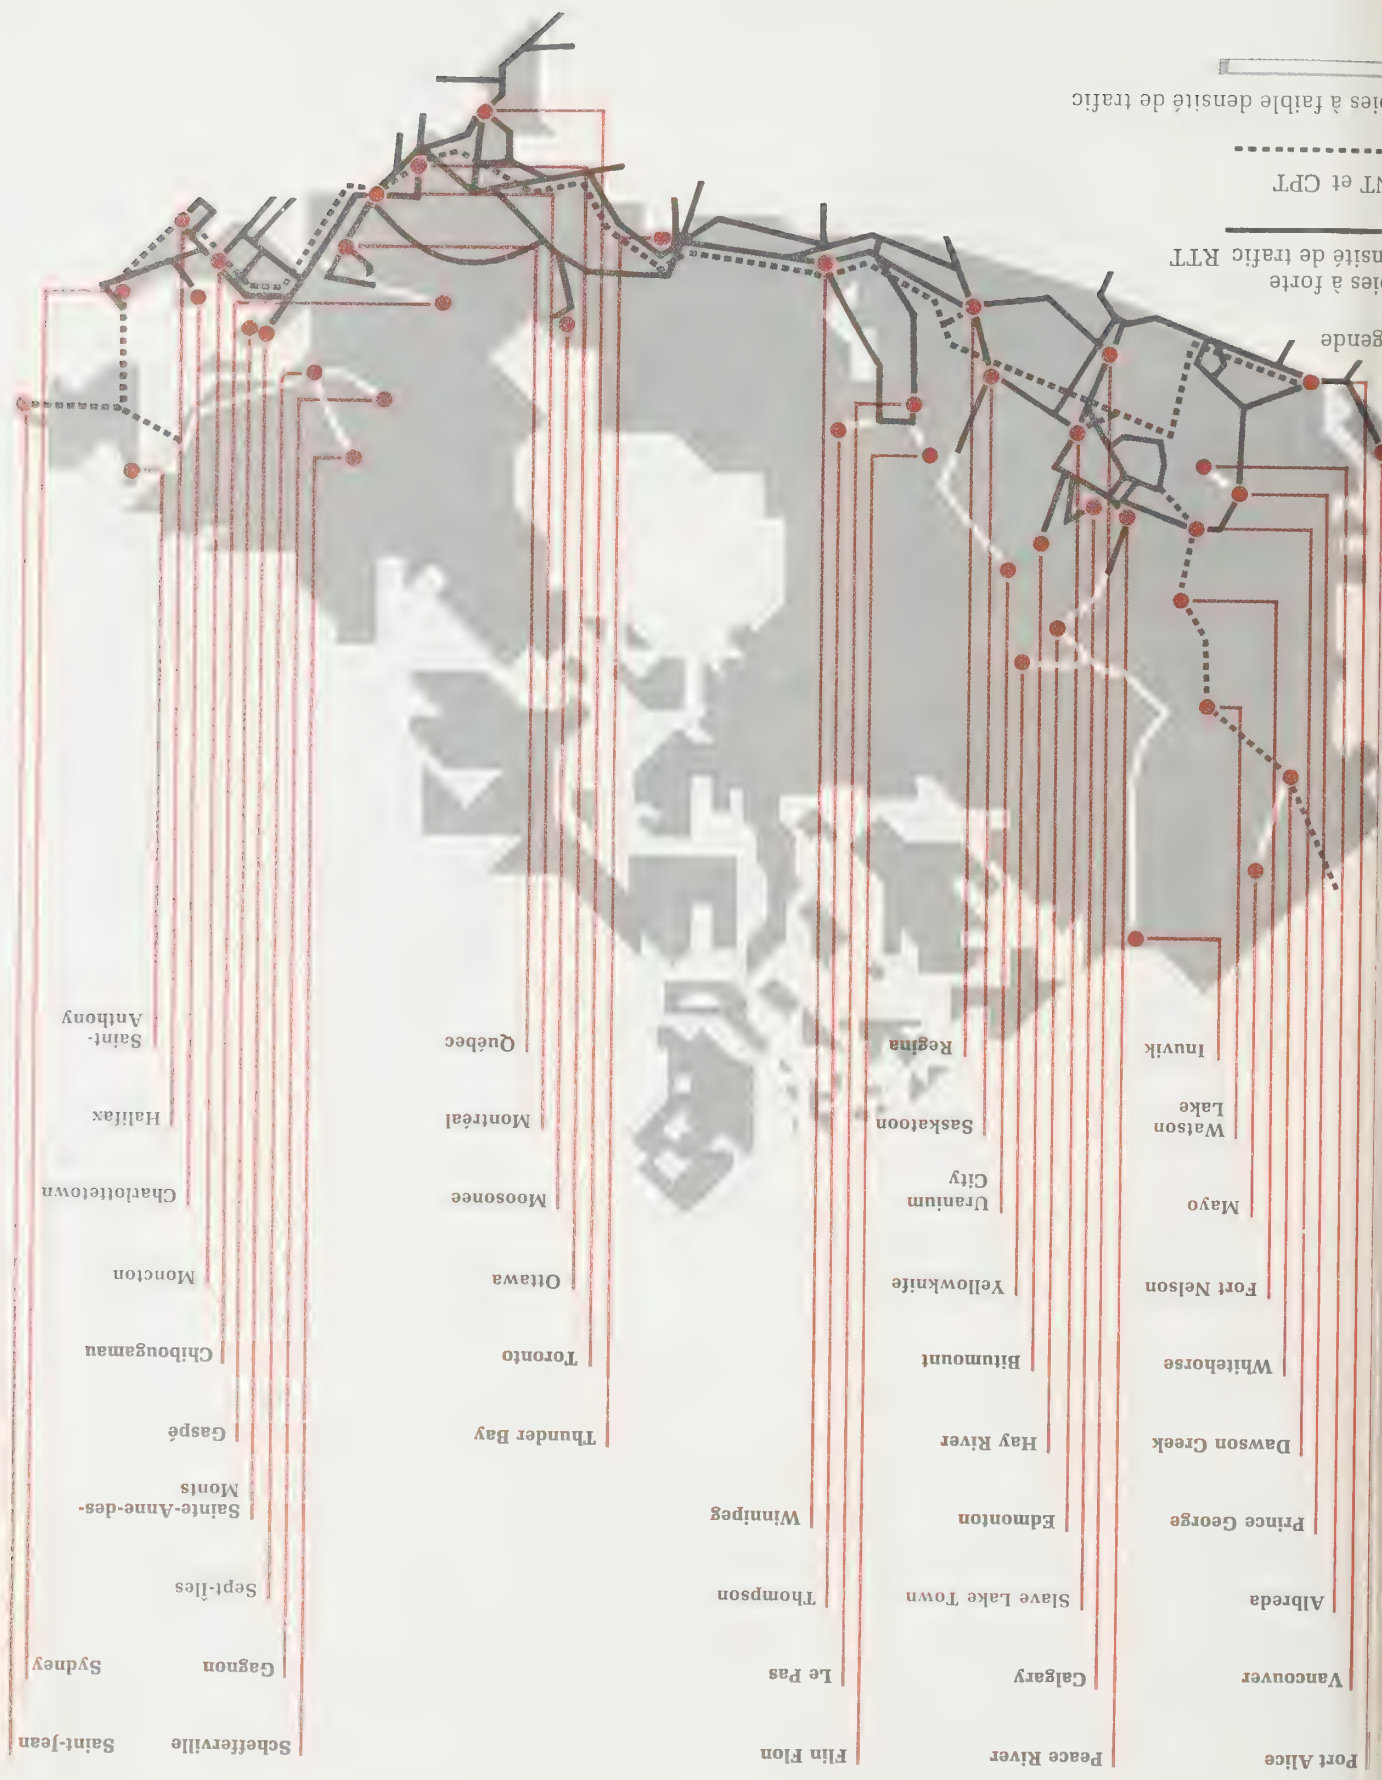 Port Alice
Peace River
Flin Flon
Schefferville
Saint-Jean
Vancouver
Calgary
Le Pas
Gagnon
Sydney
Albreda
Slave Lake Town
Thompson
Sept-Îles
Prince George
Edmonton
Winnipeg
Sainte-Anne-des-
Monts
Dawson Creek
Hay River
Thunder Bay
Gaspé
Whitehorse
Bitumount
Toronto
Chibougamau
Fort Nelson
Yellowknife
Ottawa
Moncton
Mayo
Uranium
City
Moosonee
Charlottetown
Watson
Lake
Saskatoon
Montréal
Halifax
Inuvik
Regina
Québec
Saint-
Anthony
gende
oies à forte
nsité de trafic RTT
NT et CPT
oies à faible densité de trafic